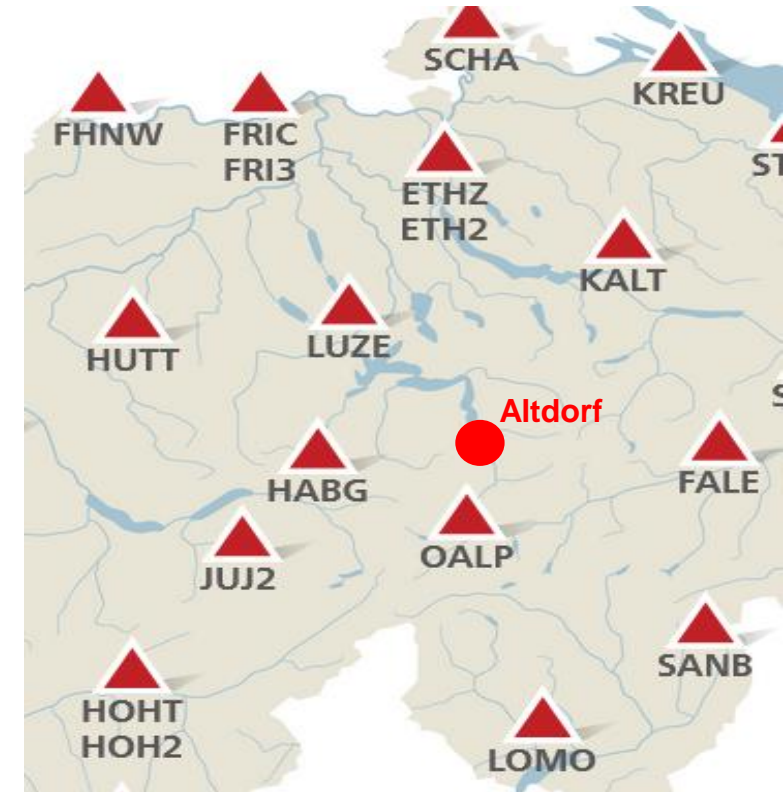 SCHA
KREU
FHNW
FRIC
FRI3
ETHZ
ETH2
ST
KALT
HUTT
LUZE
S
Altdorf
HABG
FALE
JUJ2
OALP
SANB
HOHT
HOH2
LOMO